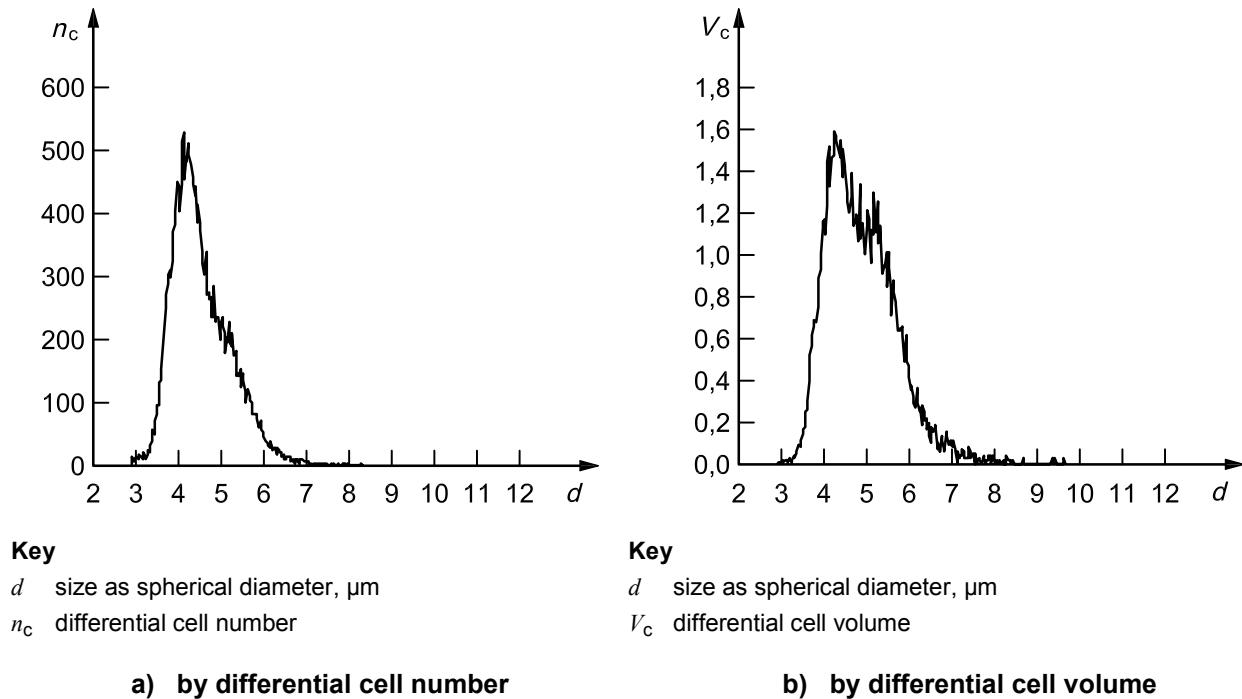 n_c
600
500
400
300
200
100
0
2 3 4 5 6 7 8 9 10 11 12 d
Key
d size as spherical diameter, µm
n_c differential cell number
a) by differential cell number
V_c
1,8
1,6
1,4
1,2
1,0
0,8
0,6
0,4
0,2
0,0
2 3 4 5 6 7 8 9 10 11 12 d
Key
d size as spherical diameter, µm
V_c differential cell volume
b) by differential cell volume